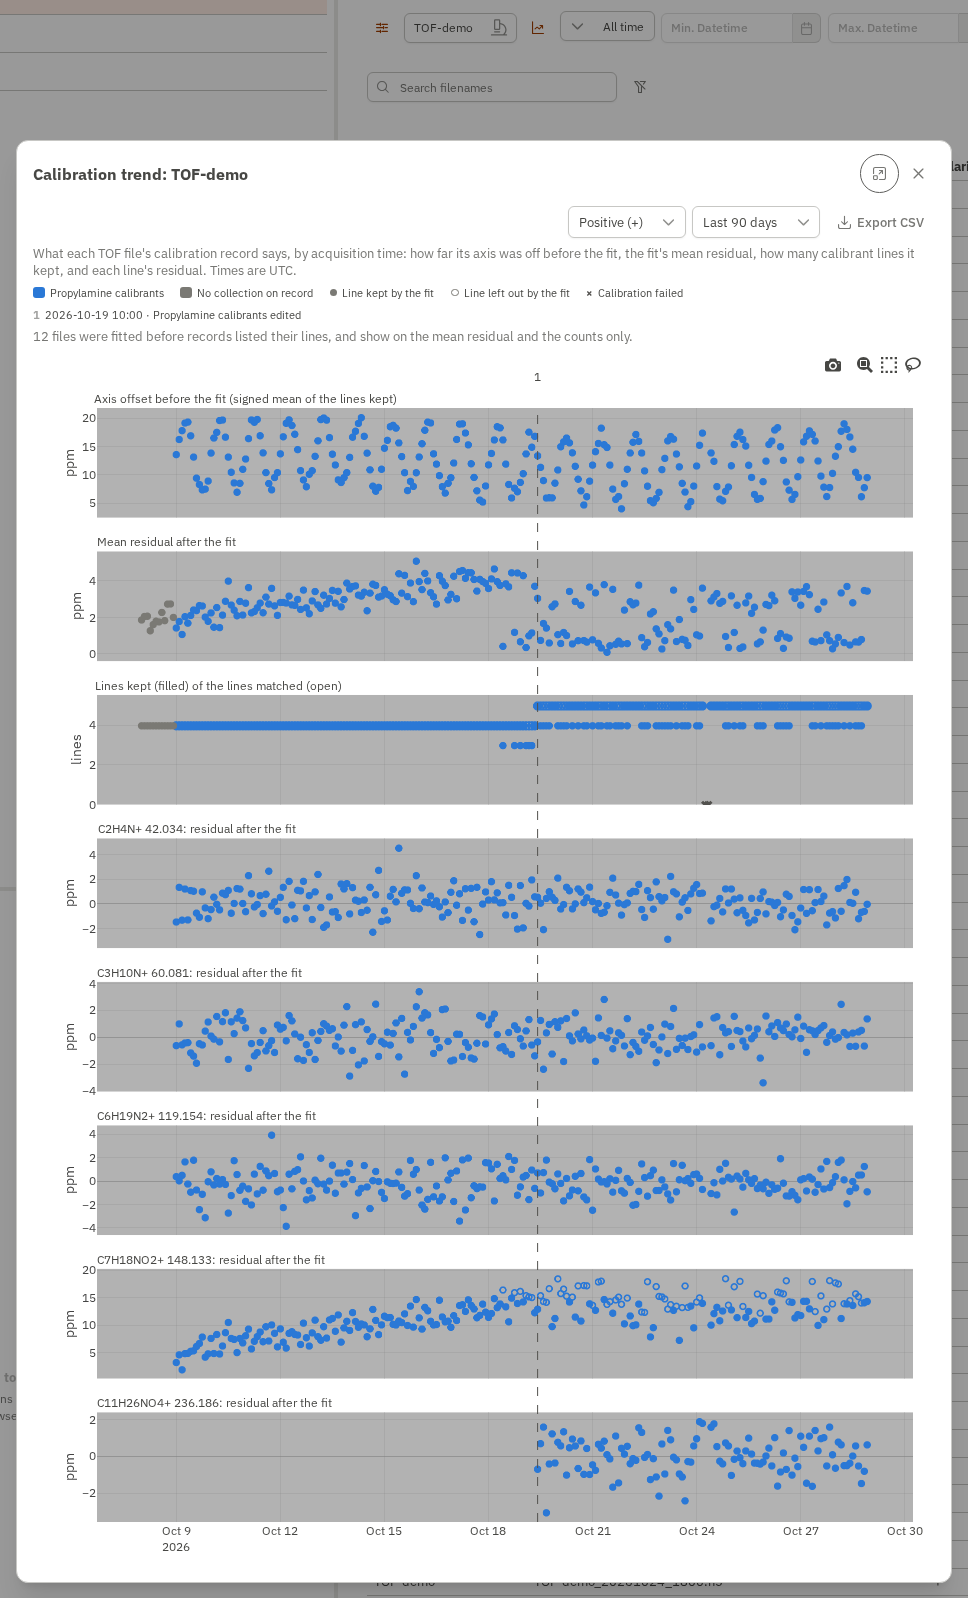 TOF-demo
All time
Min. Datetime
Max. Datetime
Search filenames
Calibration trend: TOF-demo
Positive (+)
Last 90 days
Export CSV
What each TOF file's calibration record says, by acquisition time: how far its axis was off before the fit, the fit's mean residual, how many calibrant lines it
kept, and each line's residual. Times are UTC.
Propylamine calibrants
No collection on record
Line kept by the fit
Line left out by the fit
Calibration failed
1 2026-10-19 10:00 · Propylamine calibrants edited
12 files were fitted before records listed their lines, and show on the mean residual and the counts only.
1
Axis offset before the fit (signed mean of the lines kept)
20
15
10
5
ppm
Mean residual after the fit
4
2
0
ppm
Lines kept (filled) of the lines matched (open)
4
2
0
lines
C2H4N+ 42.034: residual after the fit
4
2
0
−2
ppm
C3H10N+ 60.081: residual after the fit
4
2
0
−2
−4
ppm
C6H19N2+ 119.154: residual after the fit
4
2
0
−2
−4
ppm
C7H18NO2+ 148.133: residual after the fit
20
15
10
5
ppm
C11H26NO4+ 236.186: residual after the fit
2
0
−2
ppm
Oct 9
2026
Oct 12
Oct 15
Oct 18
Oct 21
Oct 24
Oct 27
Oct 30